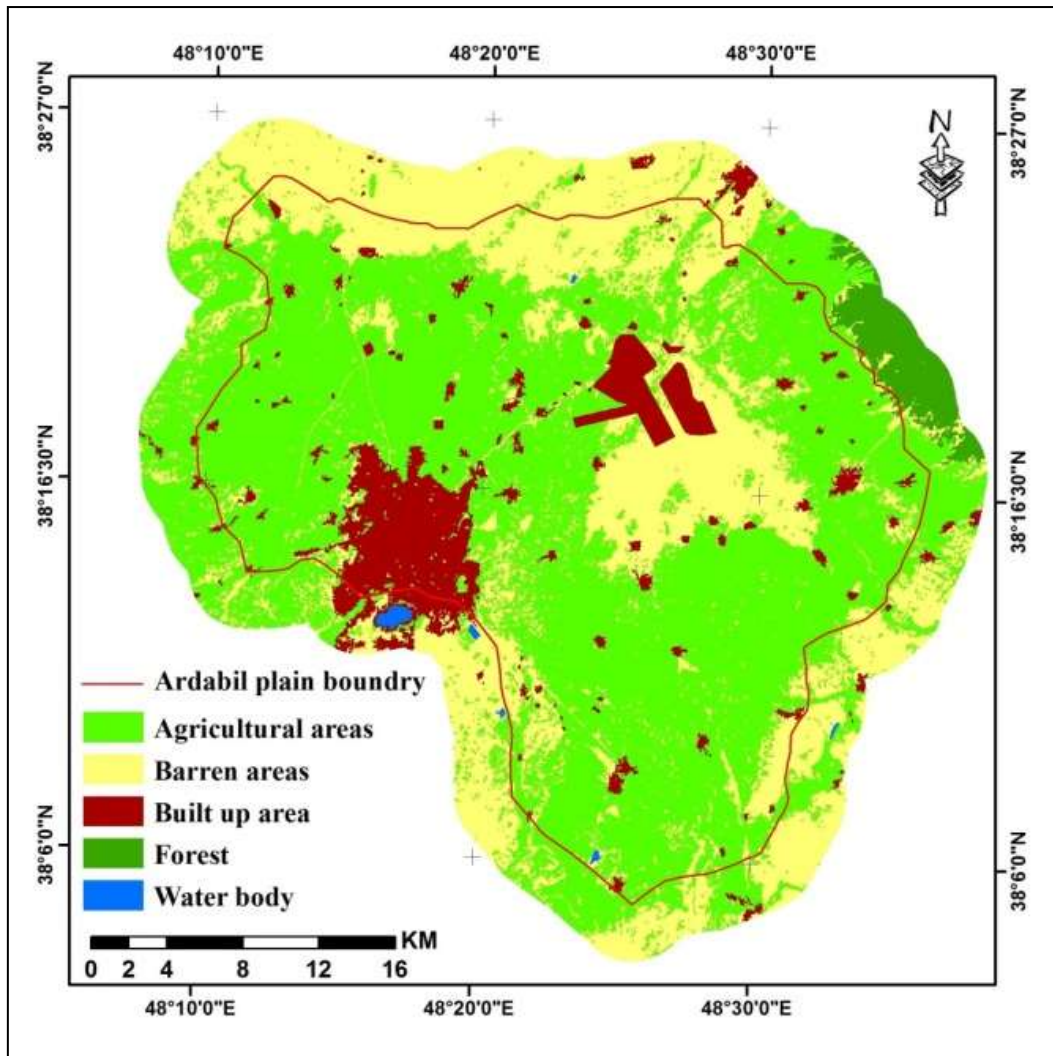 48°10'0"E 48°20'0"E 48°30'0"E
38°27'0"N
38°27'0"N
N
38°16'30"N
38°16'30"N
38°6'0"N
38°6'0"N
Ardabil plain boundry
Agricultural areas
Barren areas
Built up area
Forest
Water body
KM
0 2 4 8 12 16
48°10'0"E 48°20'0"E 48°30'0"E